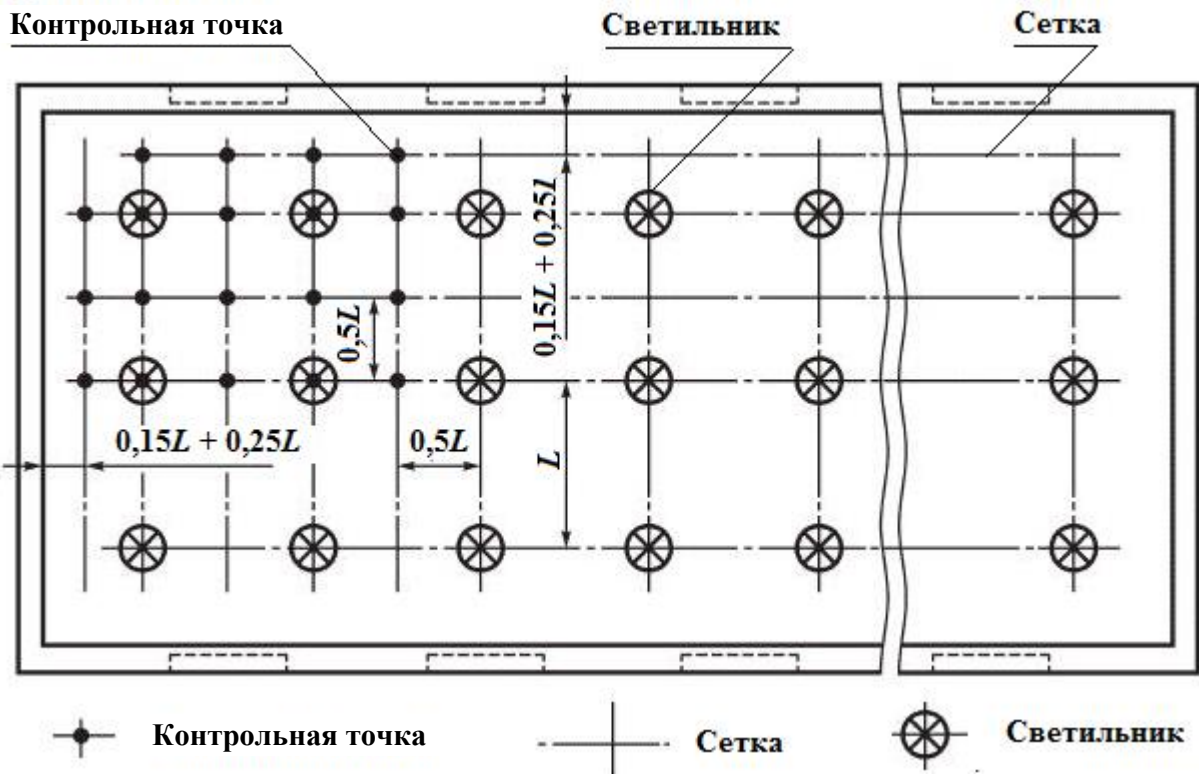 Контрольная точка
Светильник
Сетка
0,15L + 0,25l
0,5L
0,15L + 0,25L
0,5L
L
Контрольная точка
Сетка
Светильник